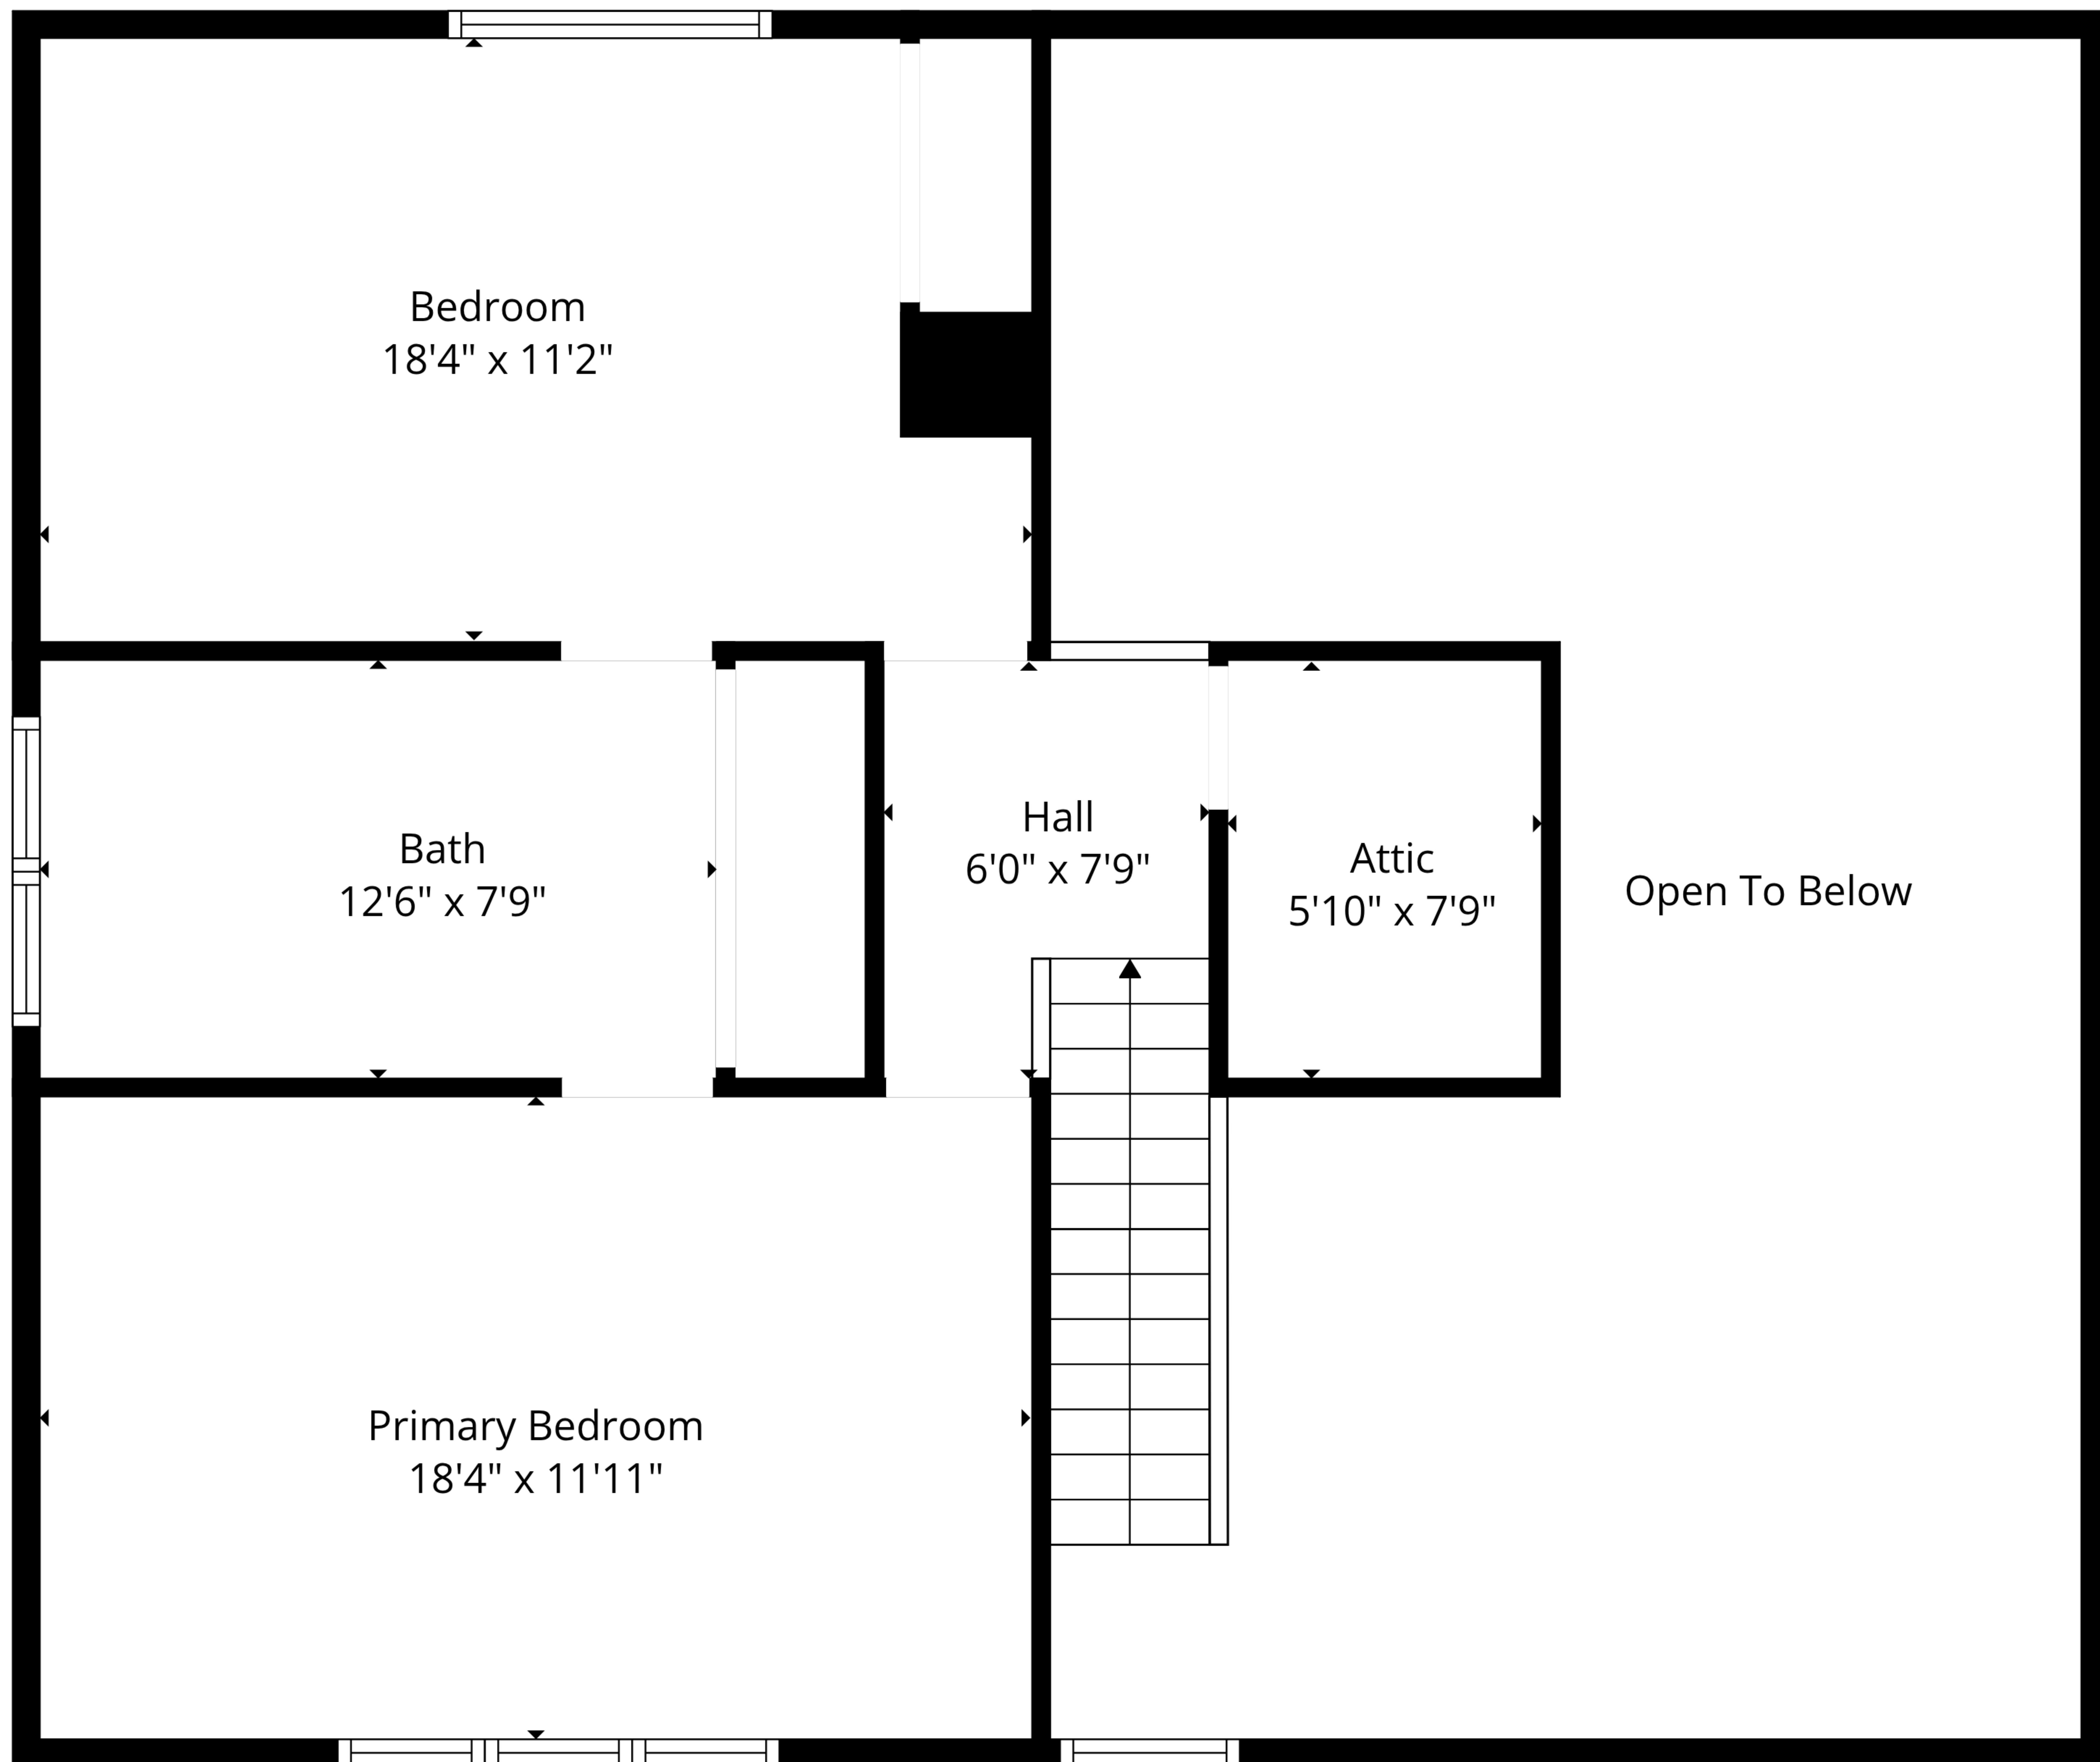 Bedroom
18'4" x 11'2"
Bath
12'6" x 7'9"
Hall
6'0" x 7'9"
Attic
5'10" x 7'9"
Open To Below
Primary Bedroom
18'4" x 11'11"